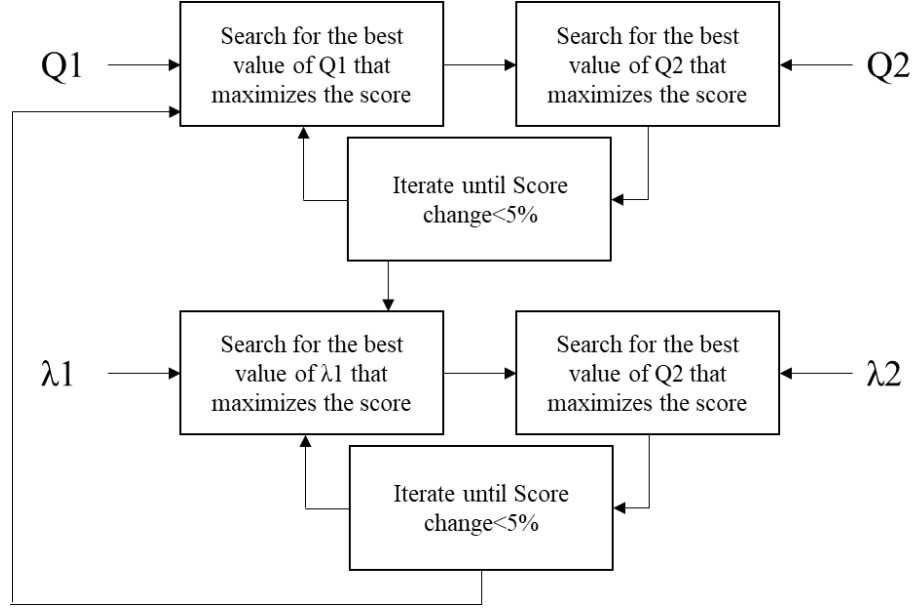 Q1
Search for the best
value of Q1 that
maximizes the score
Search for the best
value of Q2 that
maximizes the score
Q2
Iterate until Score
change<5%
λ1
Search for the best
value of λ1 that
maximizes the score
Search for the best
value of Q2 that
maximizes the score
λ2
Iterate until Score
change<5%